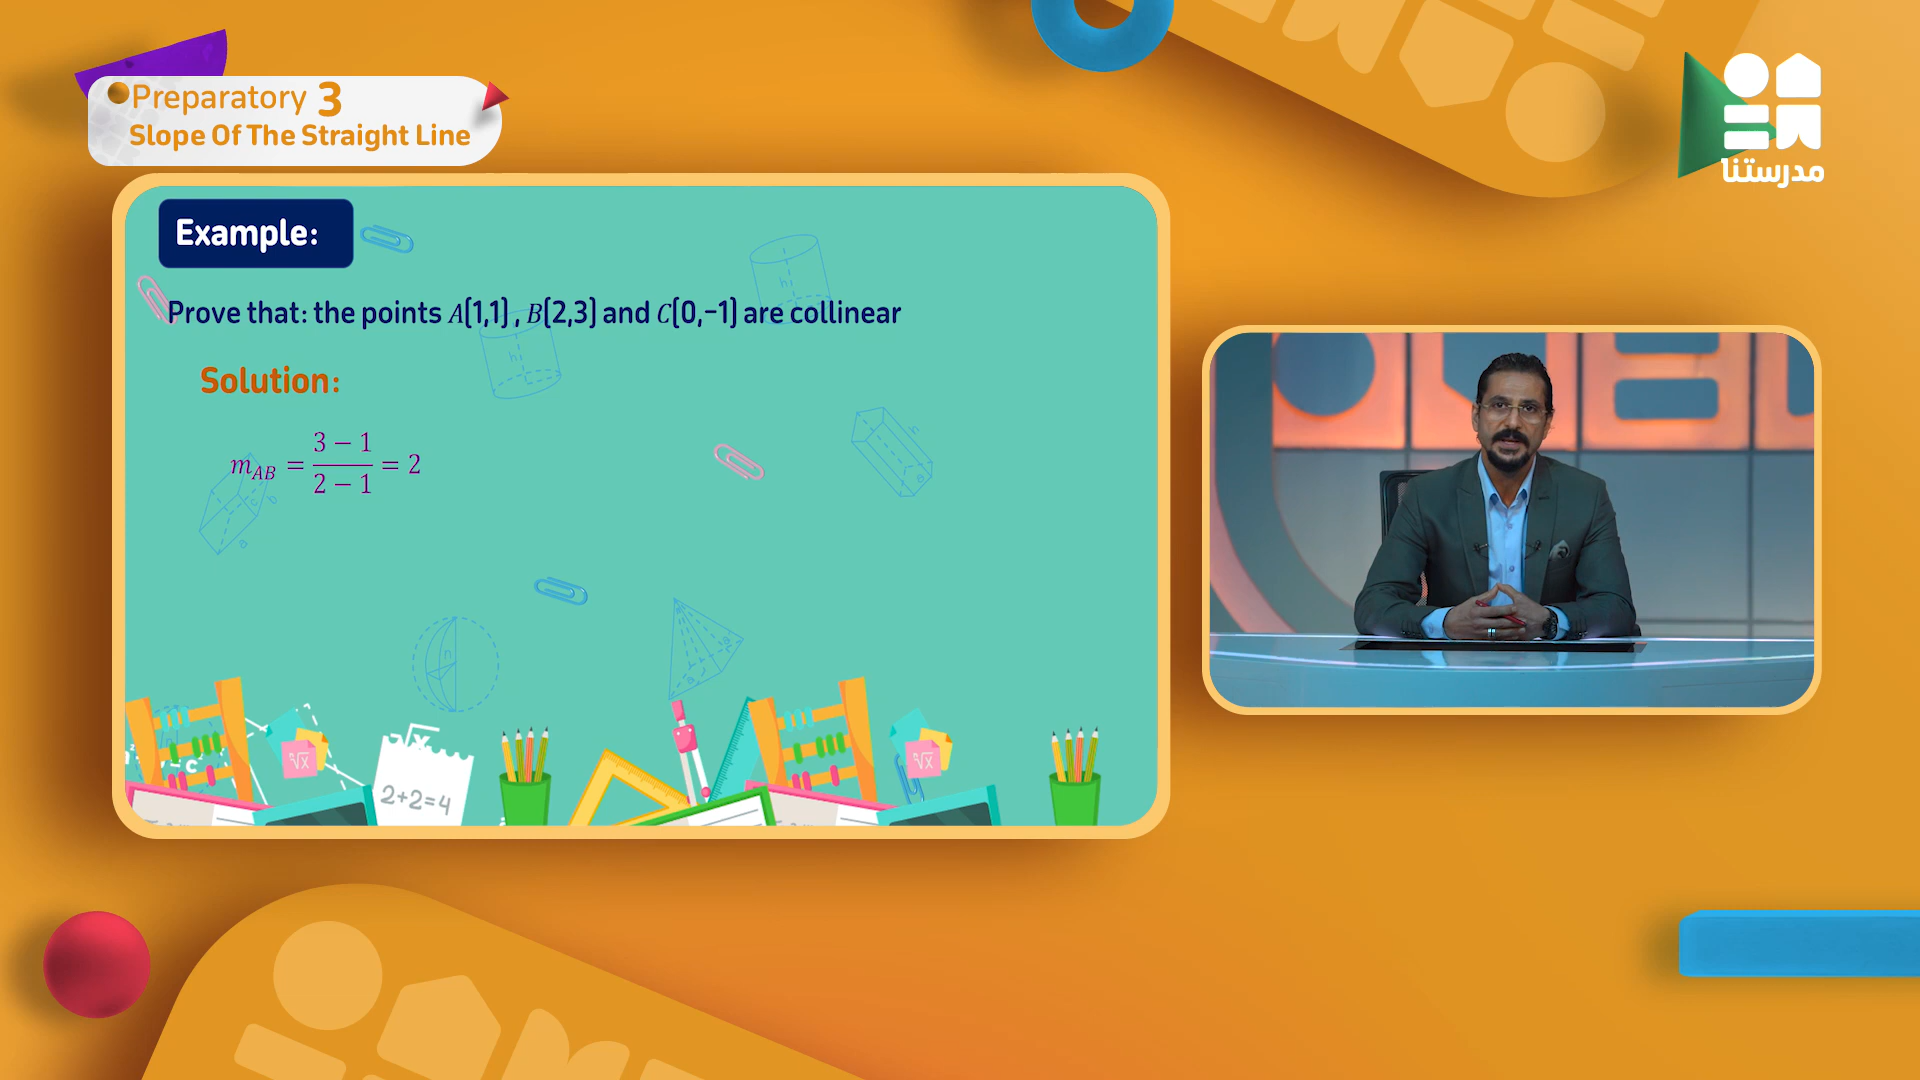 Preparatory 3
Slope Of The Straight Line
مدرستنا
Example:
Prove that: the points A(1,1) , B(2,3) and C(0,−1) are collinear
Solution:
m_AB = (3 − 1)/(2 − 1) = 2
√x
2+2=4
∛x
∛x